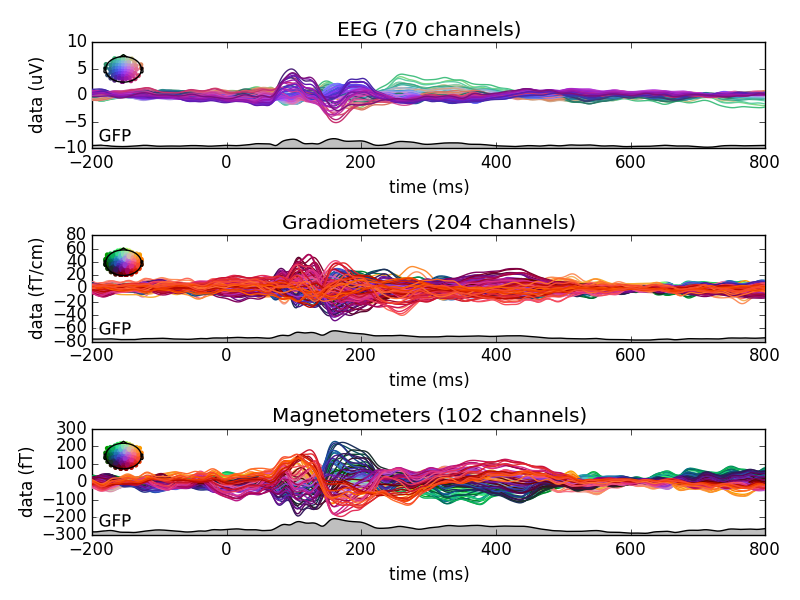 EEG (70 channels)
10
5
0
−5
−10
data (uV)
GFP
−200 0 200 400 600 800
time (ms)
Gradiometers (204 channels)
80
60
40
20
0
−20
−40
−60
−80
data (fT/cm)
GFP
−200 0 200 400 600 800
time (ms)
Magnetometers (102 channels)
300
200
100
0
−100
−200
−300
data (fT)
GFP
−200 0 200 400 600 800
time (ms)